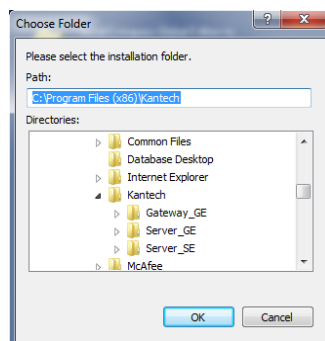 Choose Folder
Please select the installation folder.
Path:
C:\Program Files (x86)\Kantech
Directories:
Common Files
Database Desktop
Internet Explorer
Kantech
Gateway_GE
Server_GE
Server_SE
McAfee
OK Cancel